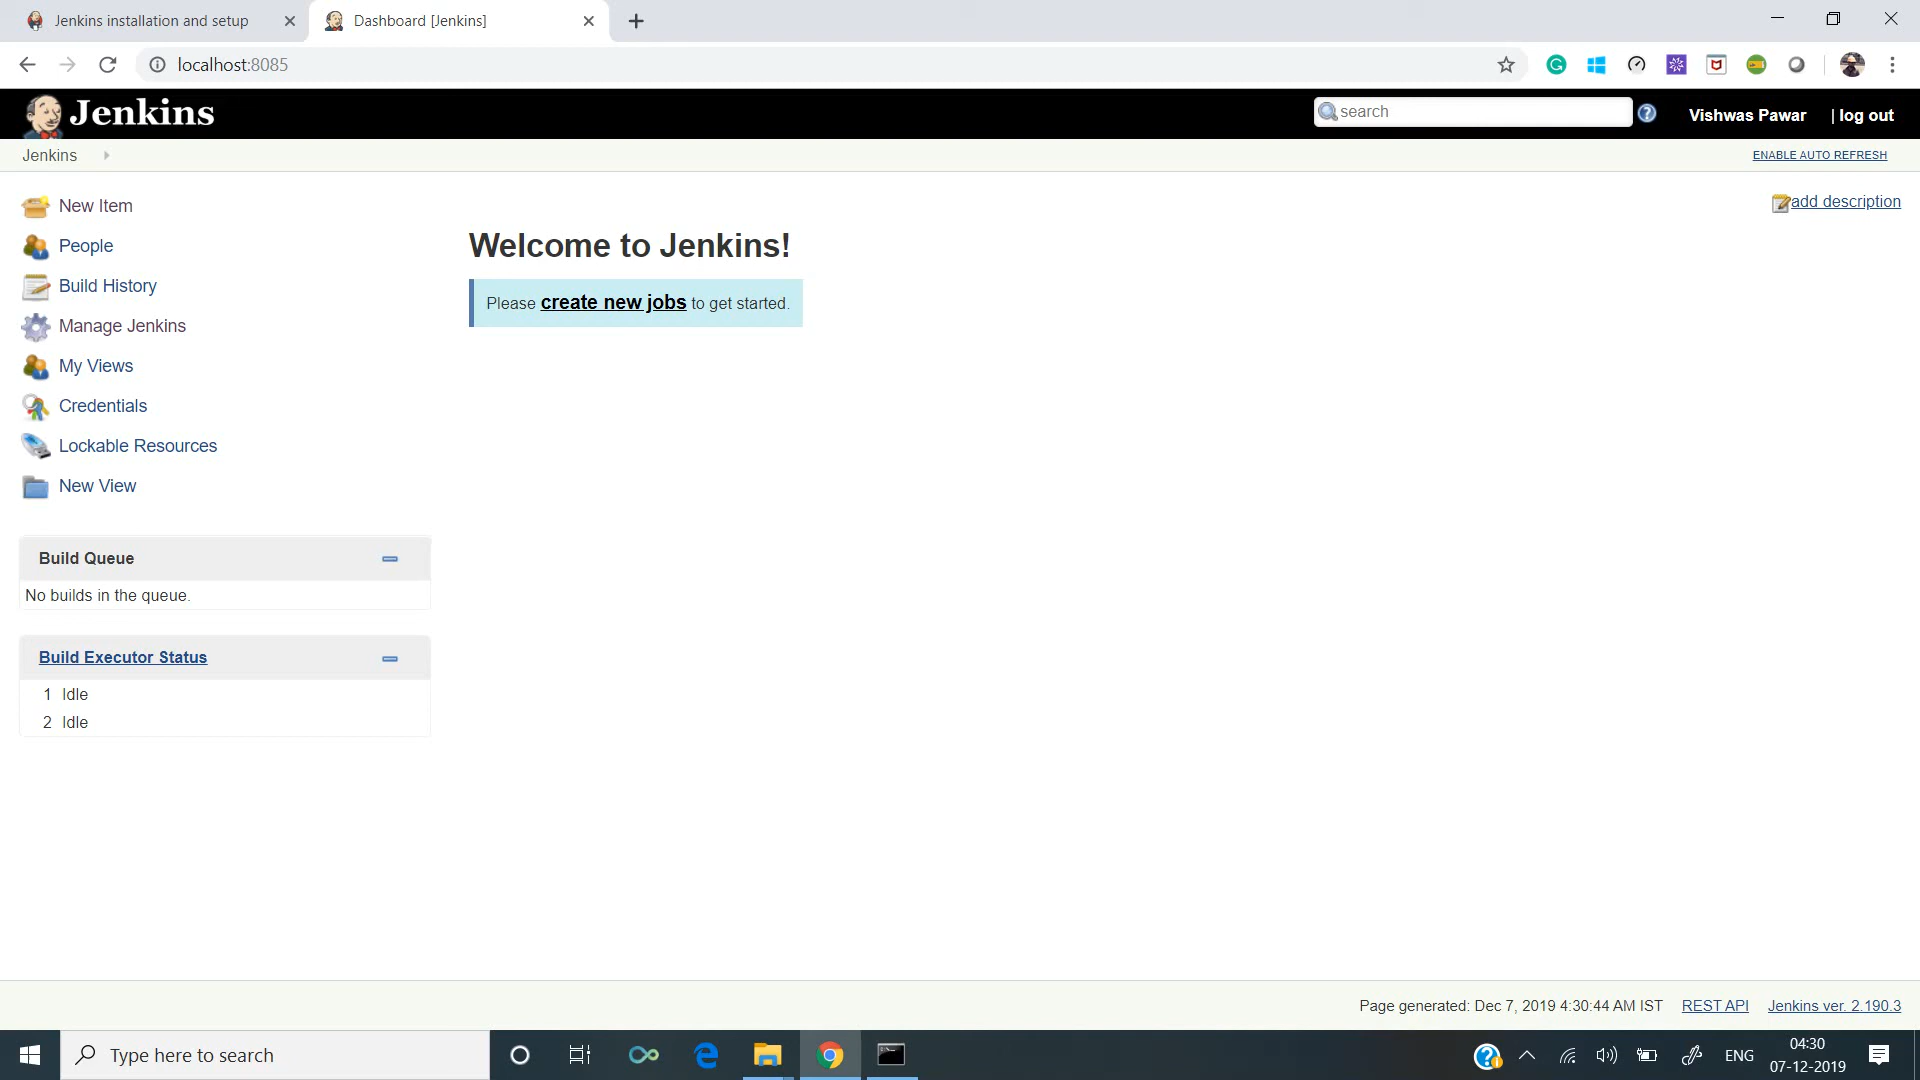 Jenkins installation and setup
Dashboard [Jenkins]
localhost:8085
Jenkins
search
Vishwas Pawar | log out
Jenkins
ENABLE AUTO REFRESH
New Item
People
Build History
Manage Jenkins
My Views
Credentials
Lockable Resources
New View
add description
Welcome to Jenkins!
Please create new jobs to get started.
Build Queue
No builds in the queue.
Build Executor Status
1 Idle
2 Idle
Page generated: Dec 7, 2019 4:30:44 AM IST REST API Jenkins ver. 2.190.3
Type here to search
ENG
04:30
07-12-2019